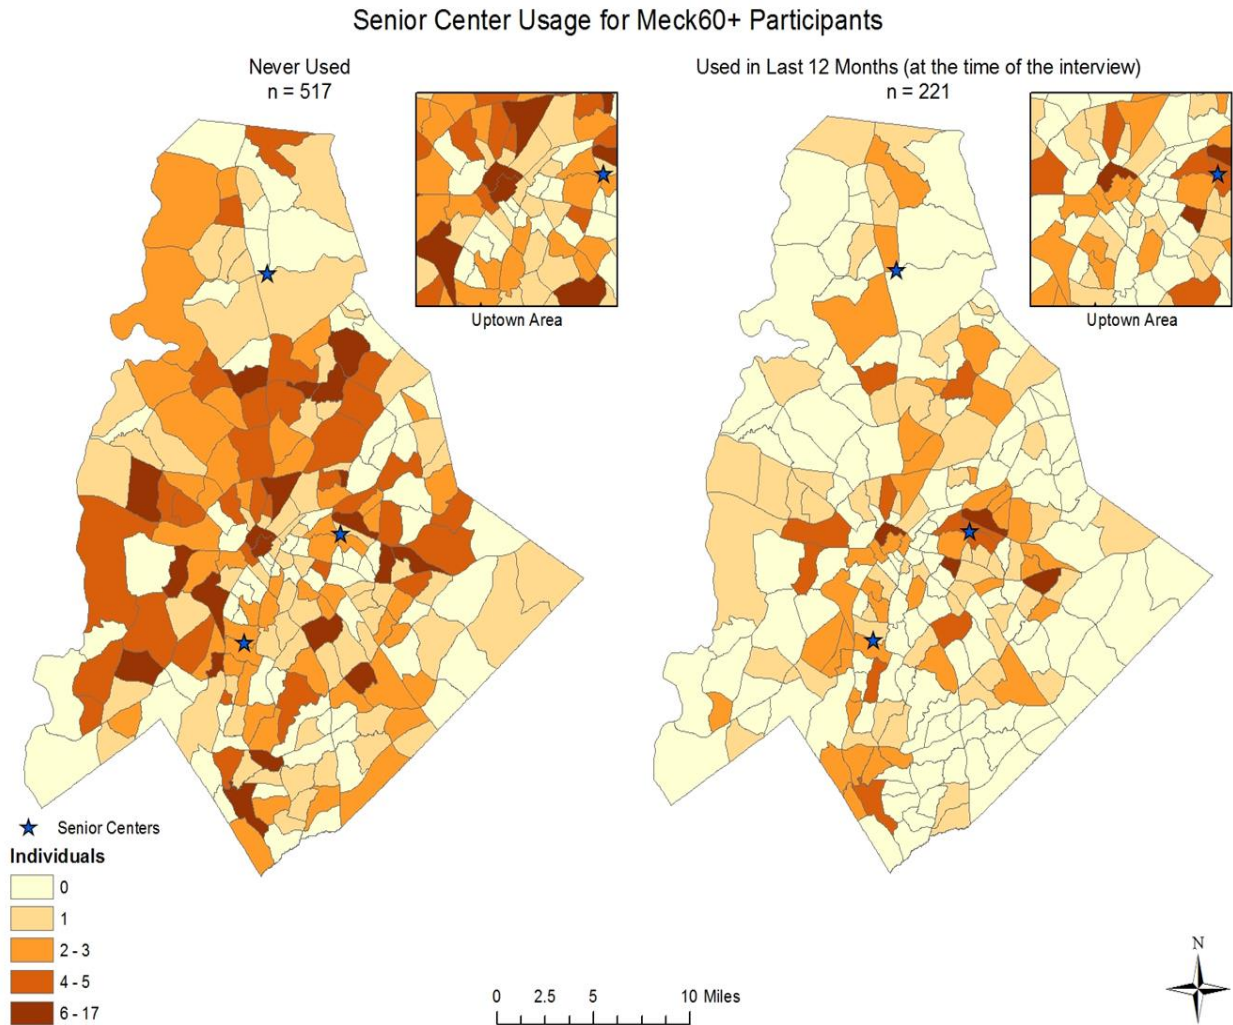 Senior Center Usage for Meck60+ Participants
Never Used
n = 517
Used in Last 12 Months (at the time of the interview)
n = 221
Uptown Area
Uptown Area
Senior Centers
Individuals
0
1
2 - 3
4 - 5
6 - 17
0 2.5 5 10 Miles
N